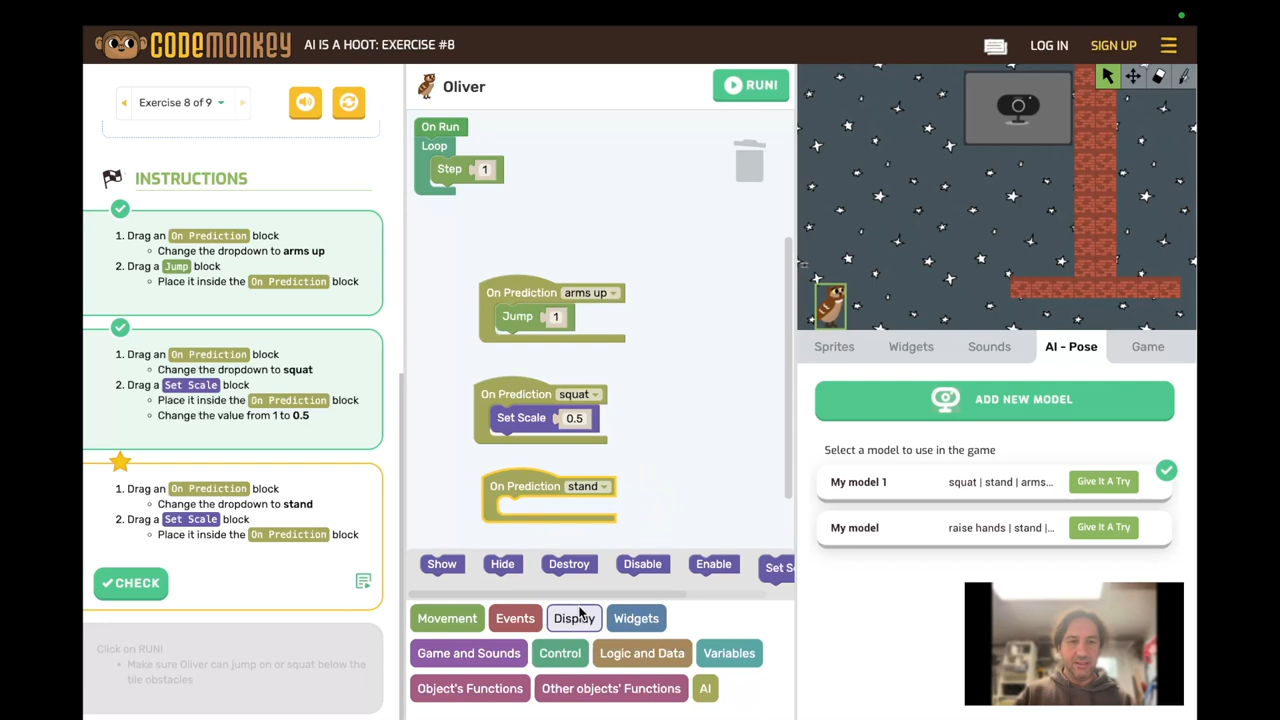 CODEMONKEY
AI IS A HOOT: EXERCISE #8
LOG IN
SIGN UP
Exercise 8 of 9
INSTRUCTIONS
1. Drag an On Prediction block
Change the dropdown to arms up
2. Drag a Jump block
Place it inside the On Prediction block
1. Drag an On Prediction block
Change the dropdown to squat
2. Drag a Set Scale block
Place it inside the On Prediction block
Change the value from 1 to 0.5
1. Drag an On Prediction block
Change the dropdown to stand
2. Drag a Set Scale block
Place it inside the On Prediction block
CHECK
Click on RUN!
Make sure Oliver can jump on or squat below the
tile obstacles
Oliver
RUN!
On Run
Loop
Step 1
On Prediction arms up
Jump 1
On Prediction squat
Set Scale 0.5
On Prediction stand
Show Hide Destroy Disable Enable Set S
Movement Events Display Widgets
Game and Sounds Control Logic and Data Variables
Object's Functions Other objects' Functions AI
Sprites Widgets Sounds AI - Pose Game
ADD NEW MODEL
Select a model to use in the game
My model 1 squat | stand | arms... Give It A Try
My model raise hands | stand |... Give It A Try